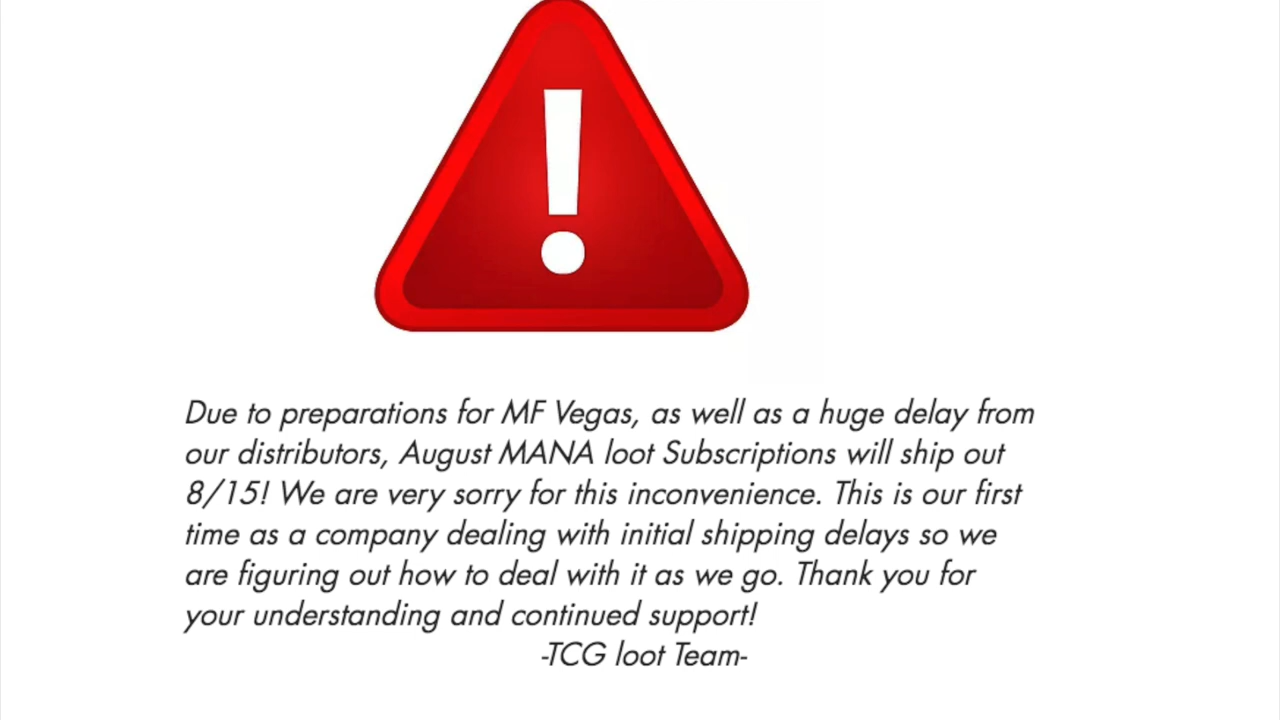 Due to preparations for MF Vegas, as well as a huge delay from
our distributors, August MANA loot Subscriptions will ship out
8/15! We are very sorry for this inconvenience. This is our first
time as a company dealing with initial shipping delays so we
are figuring out how to deal with it as we go. Thank you for
your understanding and continued support!
-TCG loot Team-